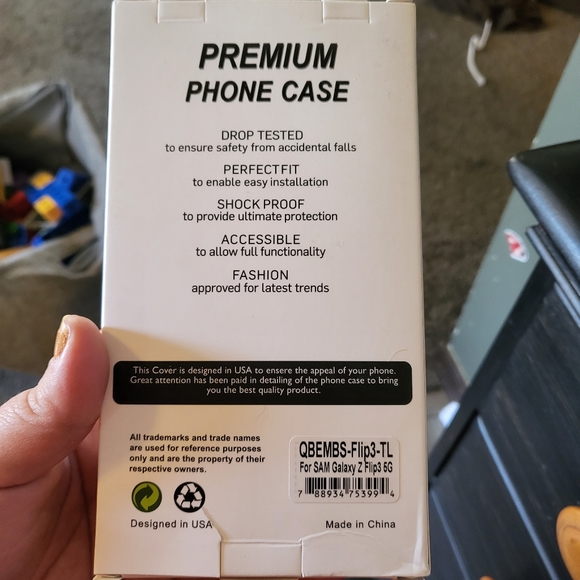 PREMIUM
PHONE CASE
DROP TESTED
to ensure safety from accidental falls
PERFECTFIT
to enable easy installation
SHOCK PROOF
to provide ultimate protection
ACCESSIBLE
to allow full functionality
FASHION
approved for latest trends
This Cover is designed in USA to ensere the appeal of your phone.
Great attention has been paid in detailing of the phone case to bring
you the best quality product.
All trademarks and trade names
are used for reference purposes
only and are the property of their
respective owners.
QBEMBS-Flip3-TL
For SAM Galaxy Z Flip3 5G
7 88934 75399 4
Designed in USA
Made in China